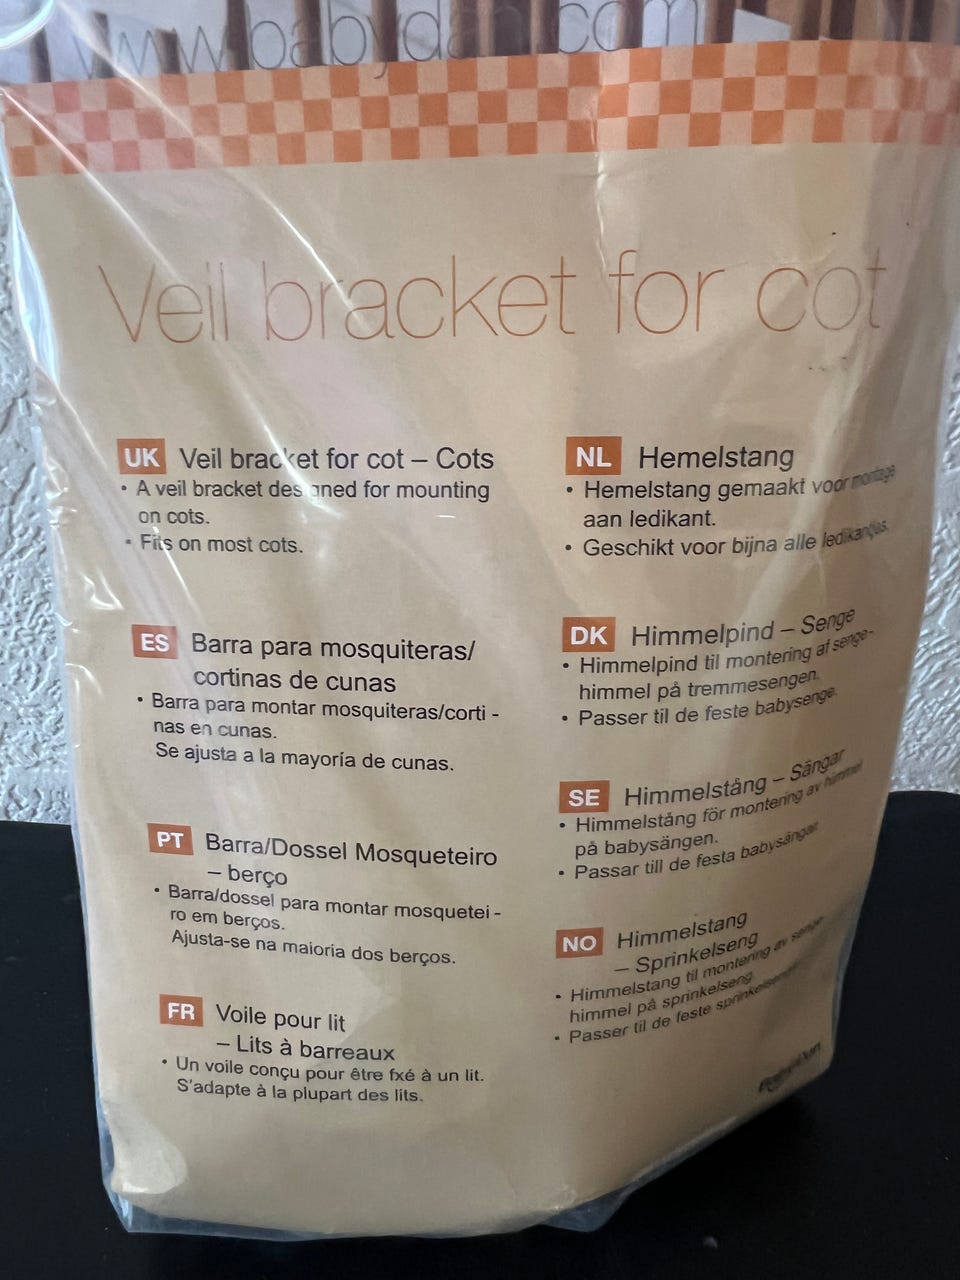 www.babydan.com
Veil bracket for cot
UK Veil bracket for cot – Cots
• A veil bracket designed for mounting
on cots.
• Fits on most cots.
ES Barra para mosquiteras/
cortinas de cunas
• Barra para montar mosquiteras/corti -
nas en cunas.
Se ajusta a la mayoría de cunas.
PT Barra/Dossel Mosqueteiro
– berço
• Barra/dossel para montar mosquetei -
ro em berços.
Ajusta-se na maioria dos berços.
FR Voile pour lit
– Lits à barreaux
• Un voile conçu pour être fxé à un lit.
S'adapte à la plupart des lits.
NL Hemelstang
• Hemelstang gemaakt voor montage
aan ledikant.
• Geschikt voor bijna alle ledikantjes.
DK Himmelpind – Senge
• Himmelpind til montering af senge-
himmel på tremmesengen.
• Passer til de feste babysenge.
SE Himmelstång – Sängar
• Himmelstång för montering av himmel
på babysängen.
• Passar till de festa babysängar.
NO Himmelstang
– Sprinkelseng
• Himmelstang til montering av senge-
himmel på sprinkelseng.
• Passer til de feste sprinkelsenger.
BabyDan